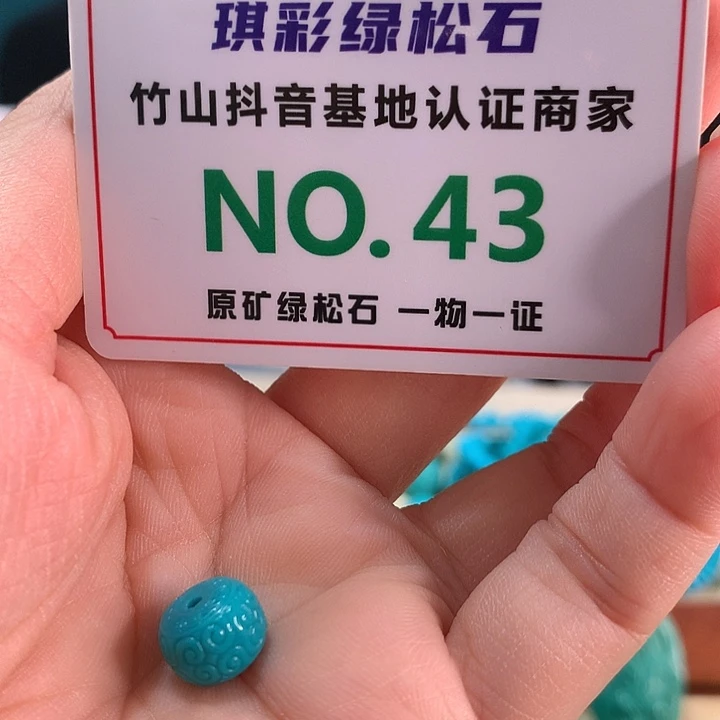 琪彩绿松石
竹山抖音基地认证商家
NO.43
原矿绿松石 一物一证